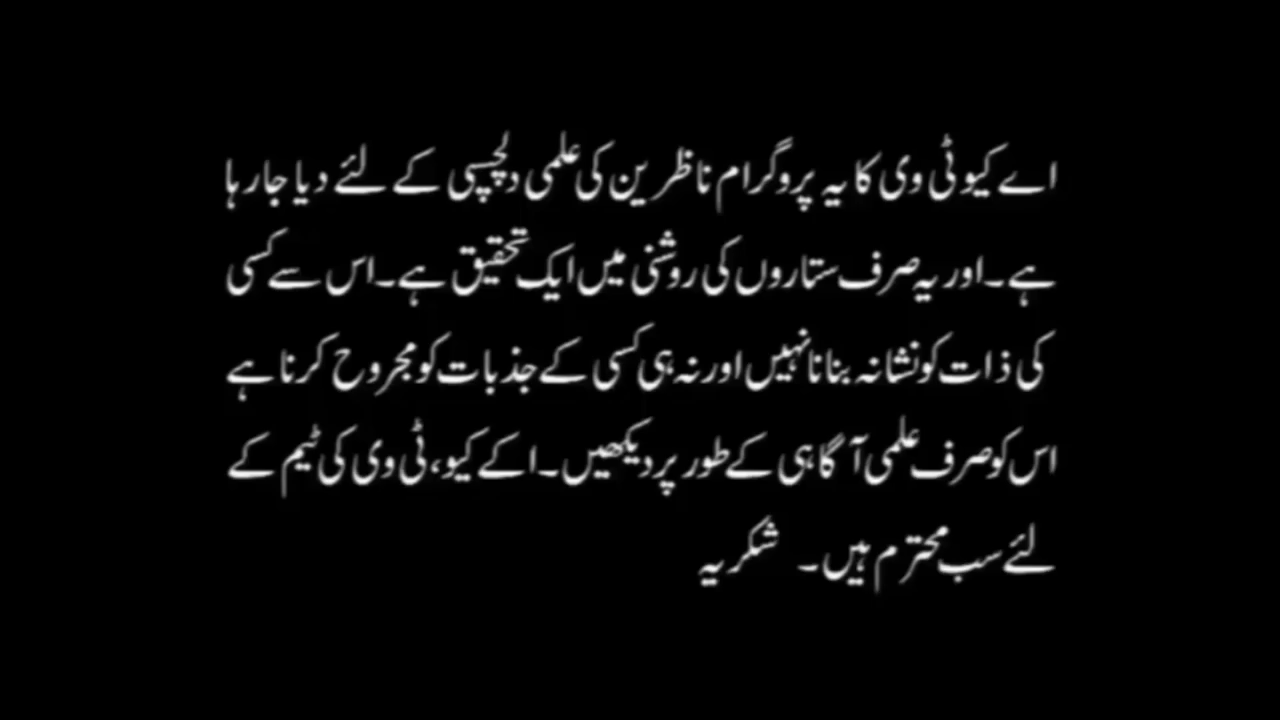 اے کیو ٹی وی کا یہ پروگرام ناظرین کی علمی دلچسپی کے لئے دیا جارہا
ہے۔ اور یہ صرف ستاروں کی روشنی میں ایک تحقیق ہے۔ اس سے کسی
کی ذات کو نشانہ بنانا نہیں اور نہ ہی کسی کے جذبات کو مجروح کرنا ہے
اس کو صرف علمی آگاہی کے طور پر دیکھیں۔ اکے کیو، ٹی وی کی ٹیم کے
لئے سب محترم ہیں۔ شکریہ